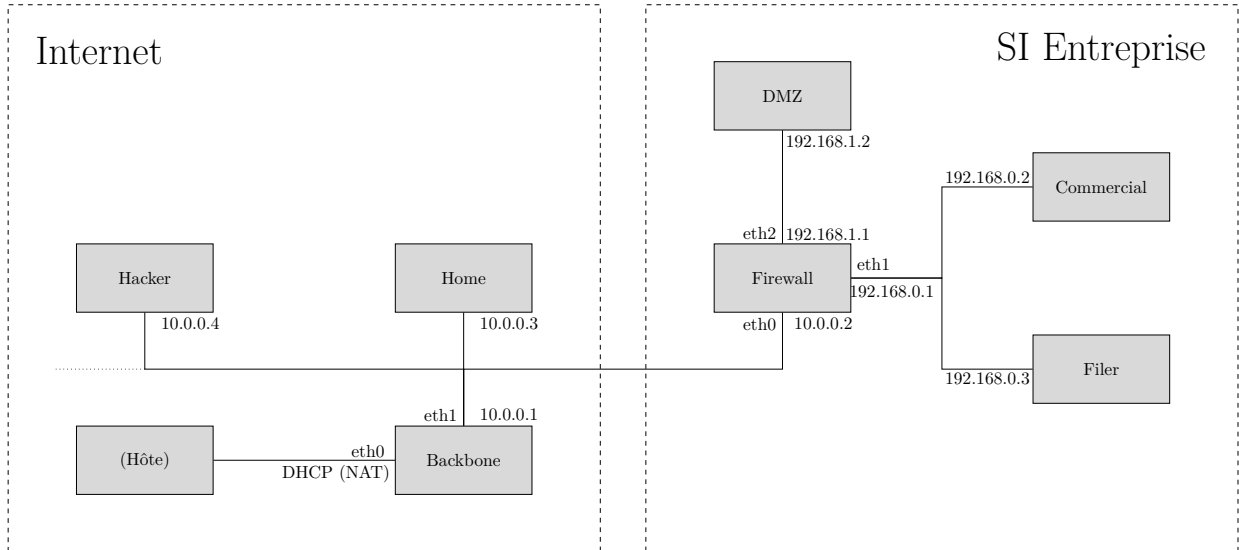 Internet
SI Entreprise
DMZ
192.168.1.2
192.168.0.2
Commercial
eth2
192.168.1.1
Hacker
Home
Firewall
eth1
192.168.0.1
10.0.0.4
10.0.0.3
eth0
10.0.0.2
Filer
192.168.0.3
eth1
10.0.0.1
(Hôte)
eth0
DHCP (NAT)
Backbone